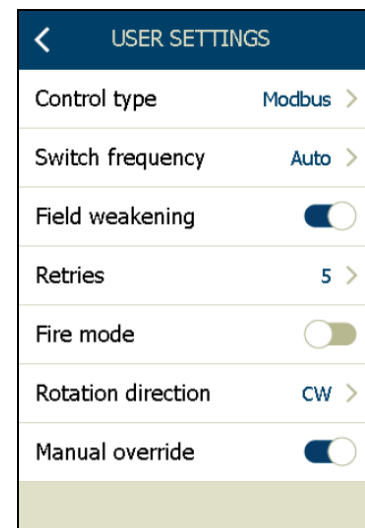 USER SETTINGS
Control type Modbus
Switch frequency Auto
Field weakening
Retries 5
Fire mode
Rotation direction CW
Manual override